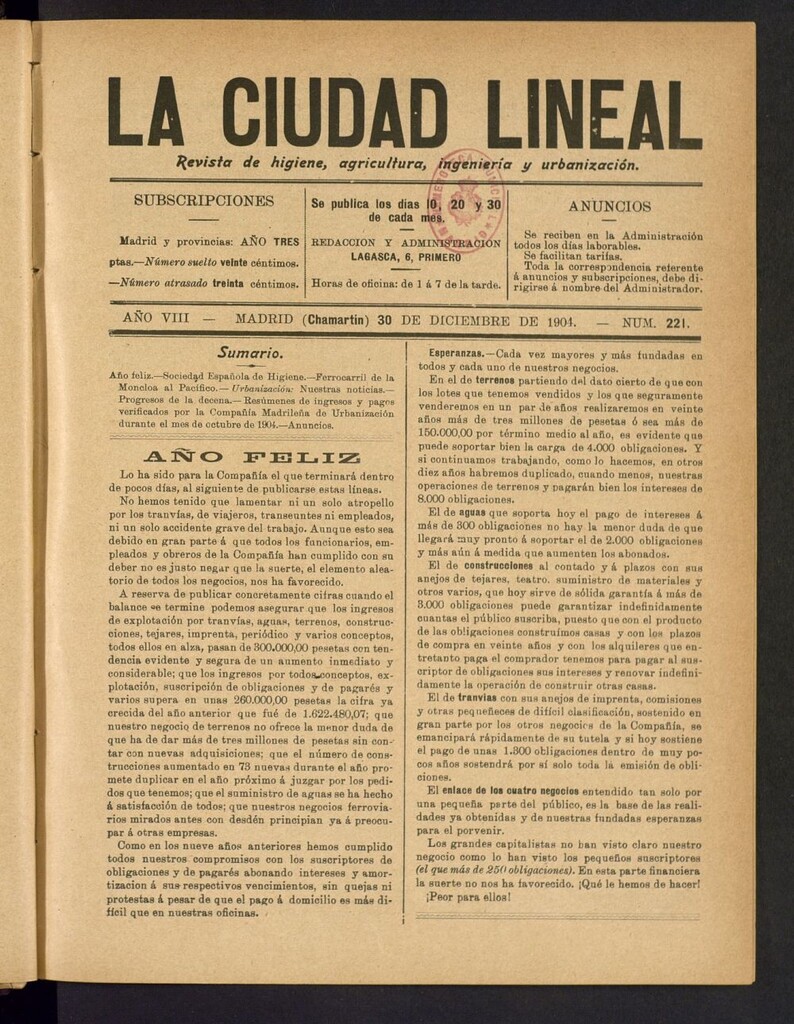 LA CIUDAD LINEAL
Revista de higiene, agricultura, ingeniería y urbanización.
SUBSCRIPCIONES
Madrid y provincias: AÑO TRES
ptas.—Número suelto veinte céntimos.
—Número atrasado treinta céntimos.
Se publica los días 10, 20 y 30
de cada mes.
REDACCION Y ADMINISTRACIÓN
LAGASCA, 6, PRIMERO
Horas de oficina: de 1 á 7 de la tarde.
ANUNCIOS
Se reciben en la Administración
todos los días laborables.
Se facilitan tarifas.
Toda la correspondencia referente
á anuncios y subscripciones, debe di-
rigirse á nombre del Administrador.
AÑO VIII — MADRID (Chamartín) 30 DE DICIEMBRE DE 1904. — NUM. 221.
Sumario.
Año feliz.—Sociedad Española de Higiene.—Ferrocarril de la
Moncloa al Pacífico.—Urbanización: Nuestras noticias.—
Progresos de la decena.—Resúmenes de ingresos y pagos
verificados por la Compañía Madrileña de Urbanización
durante el mes de octubre de 1904.—Anuncios.
AÑO FELIZ
Lo ha sido para la Compañía el que terminará dentro
de pocos días, al siguiente de publicarse estas líneas.
No hemos tenido que lamentar ni un solo atropello
por los tranvías, de viajeros, transeuntes ni empleados,
ni un solo accidente grave del trabajo. Aunque esto sea
debido en gran parte á que todos los funcionarios, em-
pleados y obreros de la Compañía han cumplido con su
deber no es justo negar que la suerte, el elemento alea-
torio de todos los negocios, nos ha favorecido.
A reserva de publicar concretamente cifras cuando el
balance se termine podemos asegurar que los ingresos
de explotación por tranvías, aguas, terrenos, construc-
ciones, tejares, imprenta, periódico y varios conceptos,
todos ellos en alza, pasan de 300.000,00 pesetas con ten-
dencia evidente y segura de un aumento inmediato y
considerable; que los ingresos por todos conceptos, ex-
plotación, suscripción de obligaciones y de pagarés y
varios supera en unas 260.000,00 pesetas la cifra ya
crecida del año anterior que fué de 1.622.480,07; que
nuestro negocio de terrenos no ofrece la menor duda de
que ha de dar más de tres millones de pesetas sin con-
tar con nuevas adquisiciones; que el número de cons-
trucciones aumentado en 73 nuevas durante el año pro-
mete duplicar en el año próximo á juzgar por los pedi-
dos que tenemos; que el suministro de aguas se ha hecho
á satisfacción de todos; que nuestros negocios ferrovia-
rios mirados antes con desdén principian ya á preocu-
par á otras empresas.
Como en los nueve años anteriores hemos cumplido
todos nuestros compromisos con los suscriptores de
obligaciones y de pagarés abonando intereses y amor-
tizacion á sus respectivos vencimientos, sin quejas ni
protestas á pesar de que el pago á domicilio es más di-
fícil que en nuestras oficinas.
Esperanzas.—Cada vez mayores y más fundadas en
todos y cada uno de nuestros negocios.
En el de terrenos partiendo del dato cierto de que con
los lotes que tenemos vendidos y los que seguramente
venderemos en un par de años realizaremos en veinte
años más de tres millones de pesetas ó sea más de
150.000,00 por término medio al año, es evidente que
puede soportar bien la carga de 4.000 obligaciones. Y
si continuamos trabajando, como lo hacemos, en otros
diez años habremos duplicado, cuando menos, nuestras
operaciones de terrenos y pagarán bien los intereses de
8.000 obligaciones.
El de aguas que soporta hoy el pago de intereses á
más de 300 obligaciones no hay la menor duda de que
llegará muy pronto á soportar el de 2.000 obligaciones
y más aún á medida que aumenten los abonados.
El de construcciones al contado y á plazos con sus
anejos de tejares, teatro, suministro de materiales y
otros varios, que hoy sirve de sólida garantía á más de
3.000 obligaciones puede garantizar indefinidamente
cuantas el público suscriba, puesto que con el producto
de las obligaciones construímos casas y con los plazos
de compra en veinte años y con los alquileres que en-
tretanto paga el comprador tenemos para pagar al sus-
criptor de obligaciones sus intereses y renovar indefini-
damente la operación de construir otras casas.
El de tranvías con sus anejos de imprenta, comisiones
y otras pequeñeces de difícil clasificación, sostenido en
gran parte por los otros negocios de la Compañía, se
emancipará rápidamente de su tutela y si hoy sostiene
el pago de unas 1.300 obligaciones dentro de muy po-
cos años sostendrá por sí solo toda la emisión de obli-
ciones.
El enlace de los cuatro negocios entendido tan solo por
una pequeña parte del público, es la base de las reali-
dades ya obtenidas y de nuestras fundadas esperanzas
para el porvenir.
Los grandes capitalistas no han visto claro nuestro
negocio como lo han visto los pequeños suscriptores
(el que más de 250 obligaciones). En esta parte financiera
la suerte no nos ha favorecido. ¡Qué le hemos de hacer!
¡Peor para ellos!